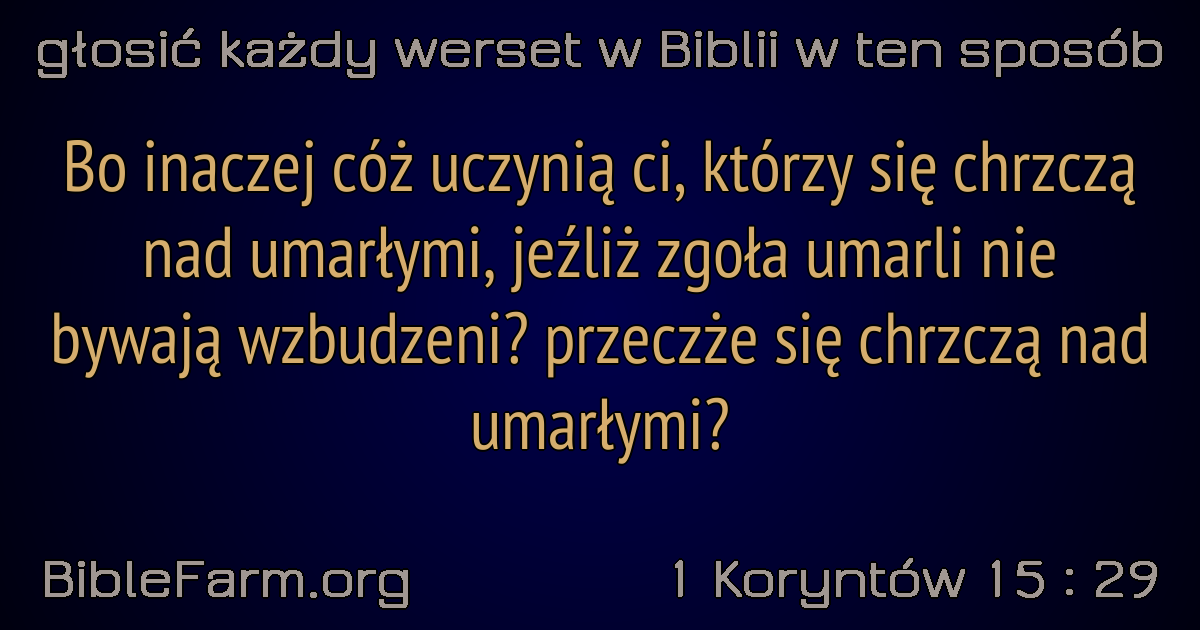 głosić każdy werset w Biblii w ten sposób
Bo inaczej cóż uczynią ci, którzy się chrzczą
nad umarłymi, jeźliż zgoła umarli nie
bywają wzbudzeni? przeczże się chrzczą nad
umarłymi?
BibleFarm.org
1 Koryntów 15 : 29